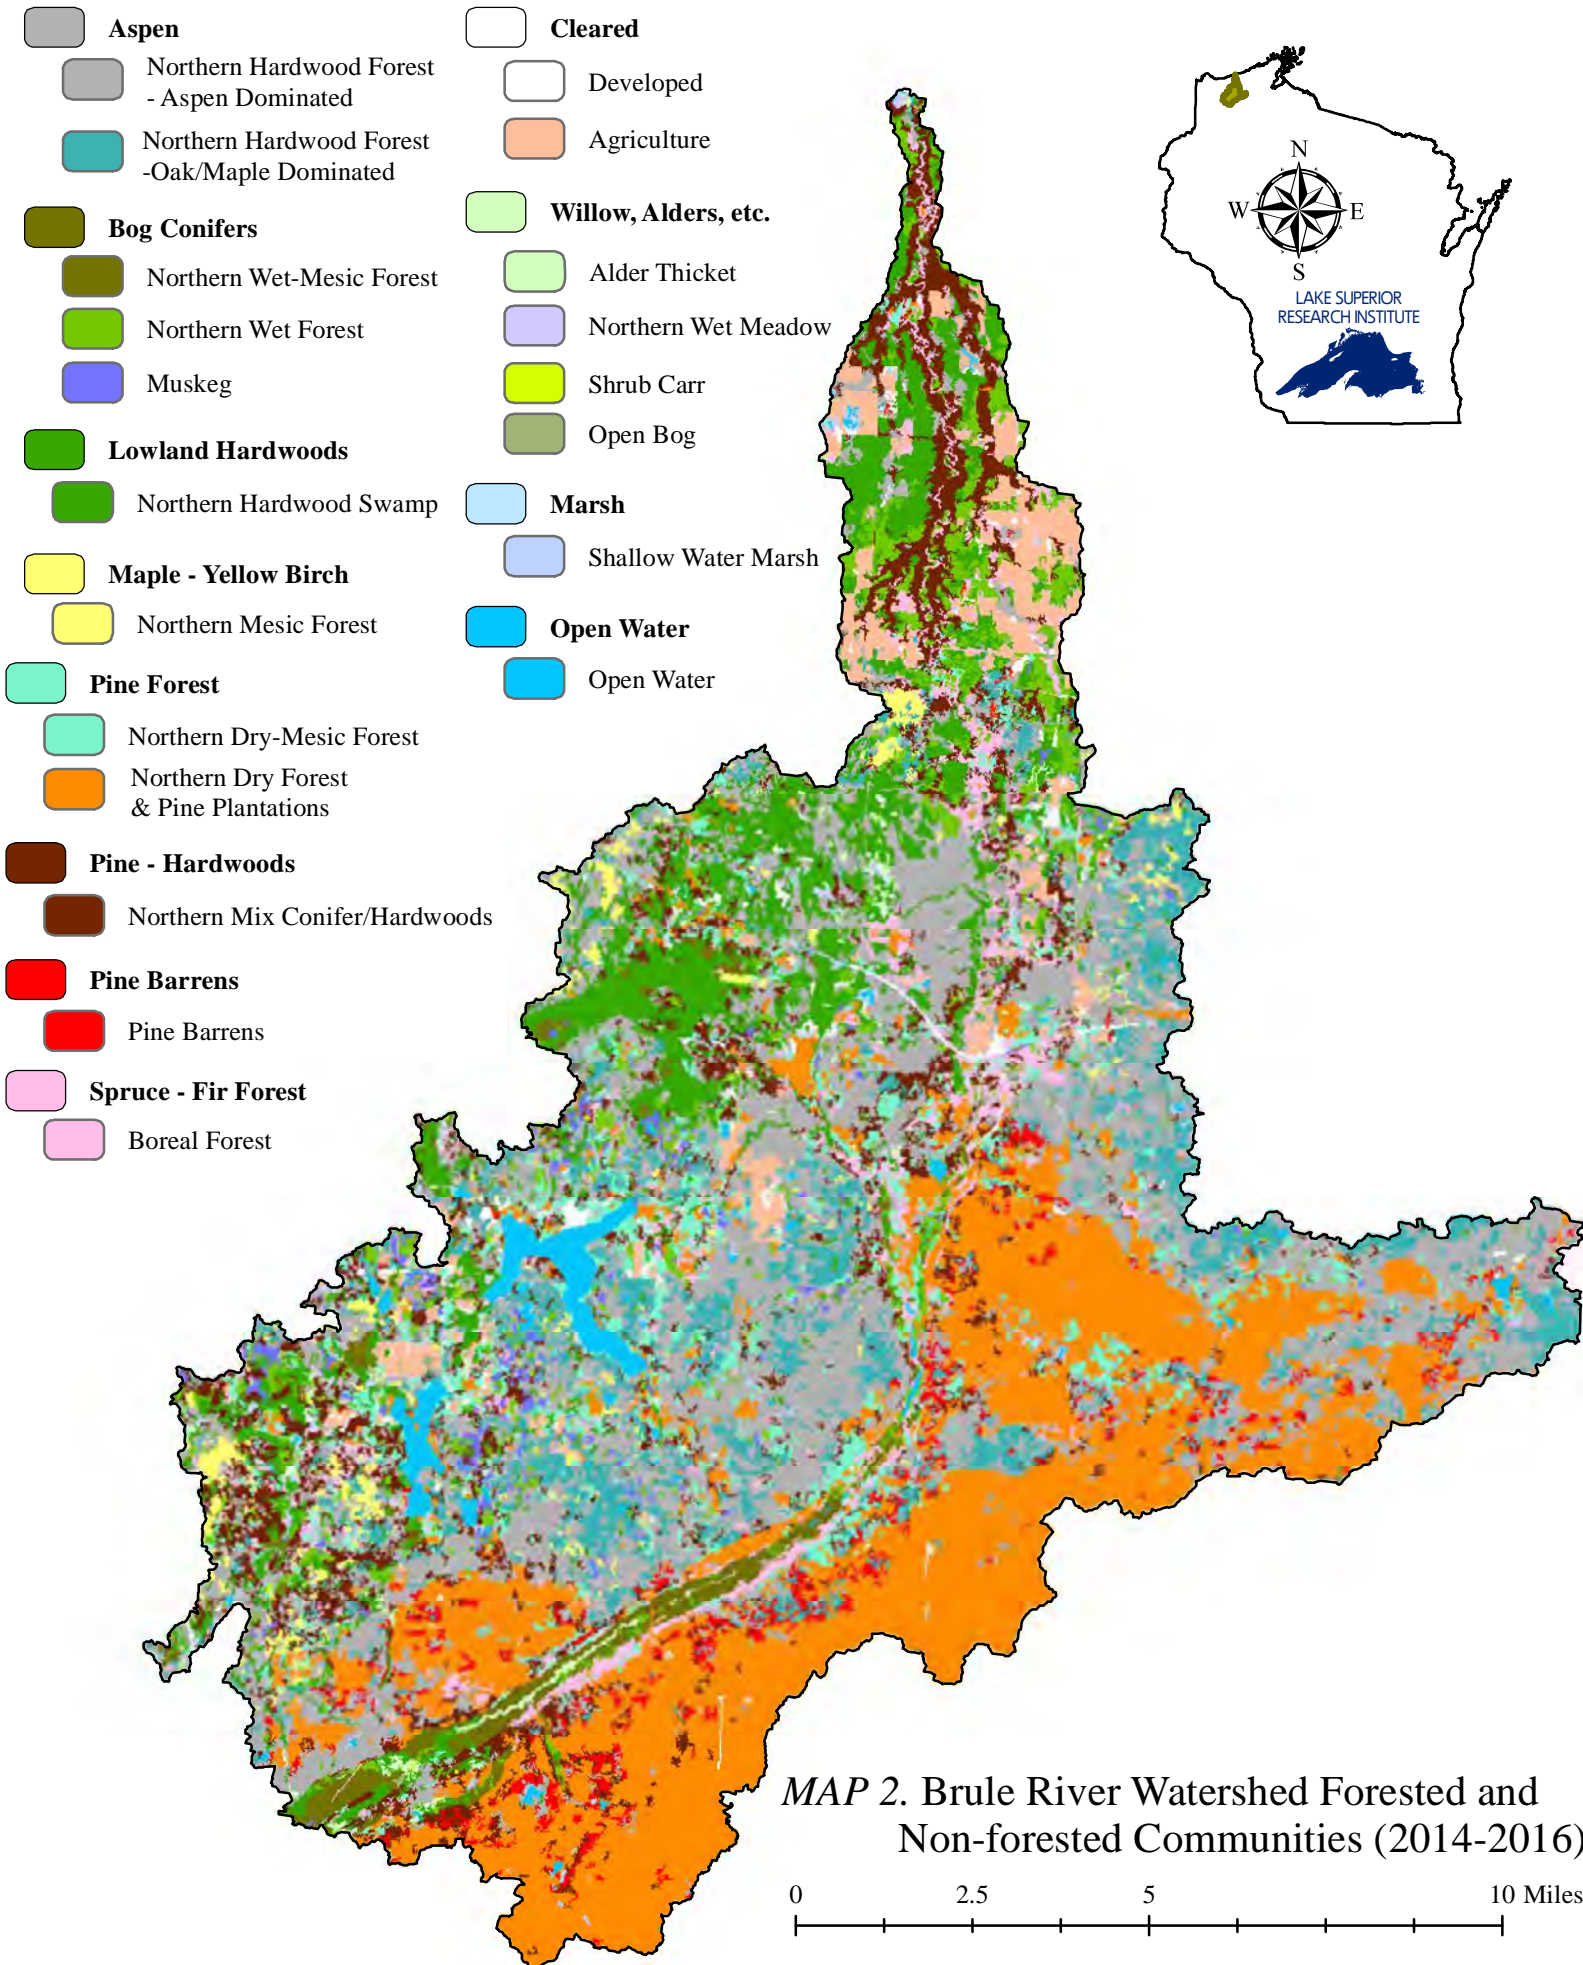 Aspen
Northern Hardwood Forest
- Aspen Dominated
Northern Hardwood Forest
-Oak/Maple Dominated
Bog Conifers
Northern Wet-Mesic Forest
Northern Wet Forest
Muskeg
Lowland Hardwoods
Northern Hardwood Swamp
Maple - Yellow Birch
Northern Mesic Forest
Pine Forest
Northern Dry-Mesic Forest
Northern Dry Forest
& Pine Plantations
Pine - Hardwoods
Northern Mix Conifer/Hardwoods
Pine Barrens
Pine Barrens
Spruce - Fir Forest
Boreal Forest
Cleared
Developed
Agriculture
Willow, Alders, etc.
Alder Thicket
Northern Wet Meadow
Shrub Carr
Open Bog
Marsh
Shallow Water Marsh
Open Water
Open Water
N
W E
S
LAKE SUPERIOR
RESEARCH INSTITUTE
MAP 2. Brule River Watershed Forested and
Non-forested Communities (2014-2016)
0 2.5 5 10 Miles